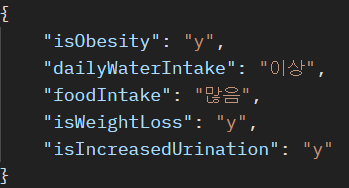 {
"isObesity": "y",
"dailyWaterIntake": "이상",
"foodIntake": "많음",
"isWeightLoss": "y",
"isIncreasedUrination": "y"
}